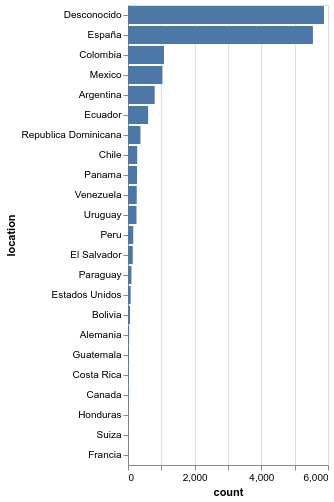 Desconocido
España
Colombia
Mexico
Argentina
Ecuador
Republica Dominicana
Chile
Panama
Venezuela
Uruguay
Peru
El Salvador
Paraguay
Estados Unidos
Bolivia
Alemania
Guatemala
Costa Rica
Canada
Honduras
Suiza
Francia
location
0 2,000 4,000 6,000
count